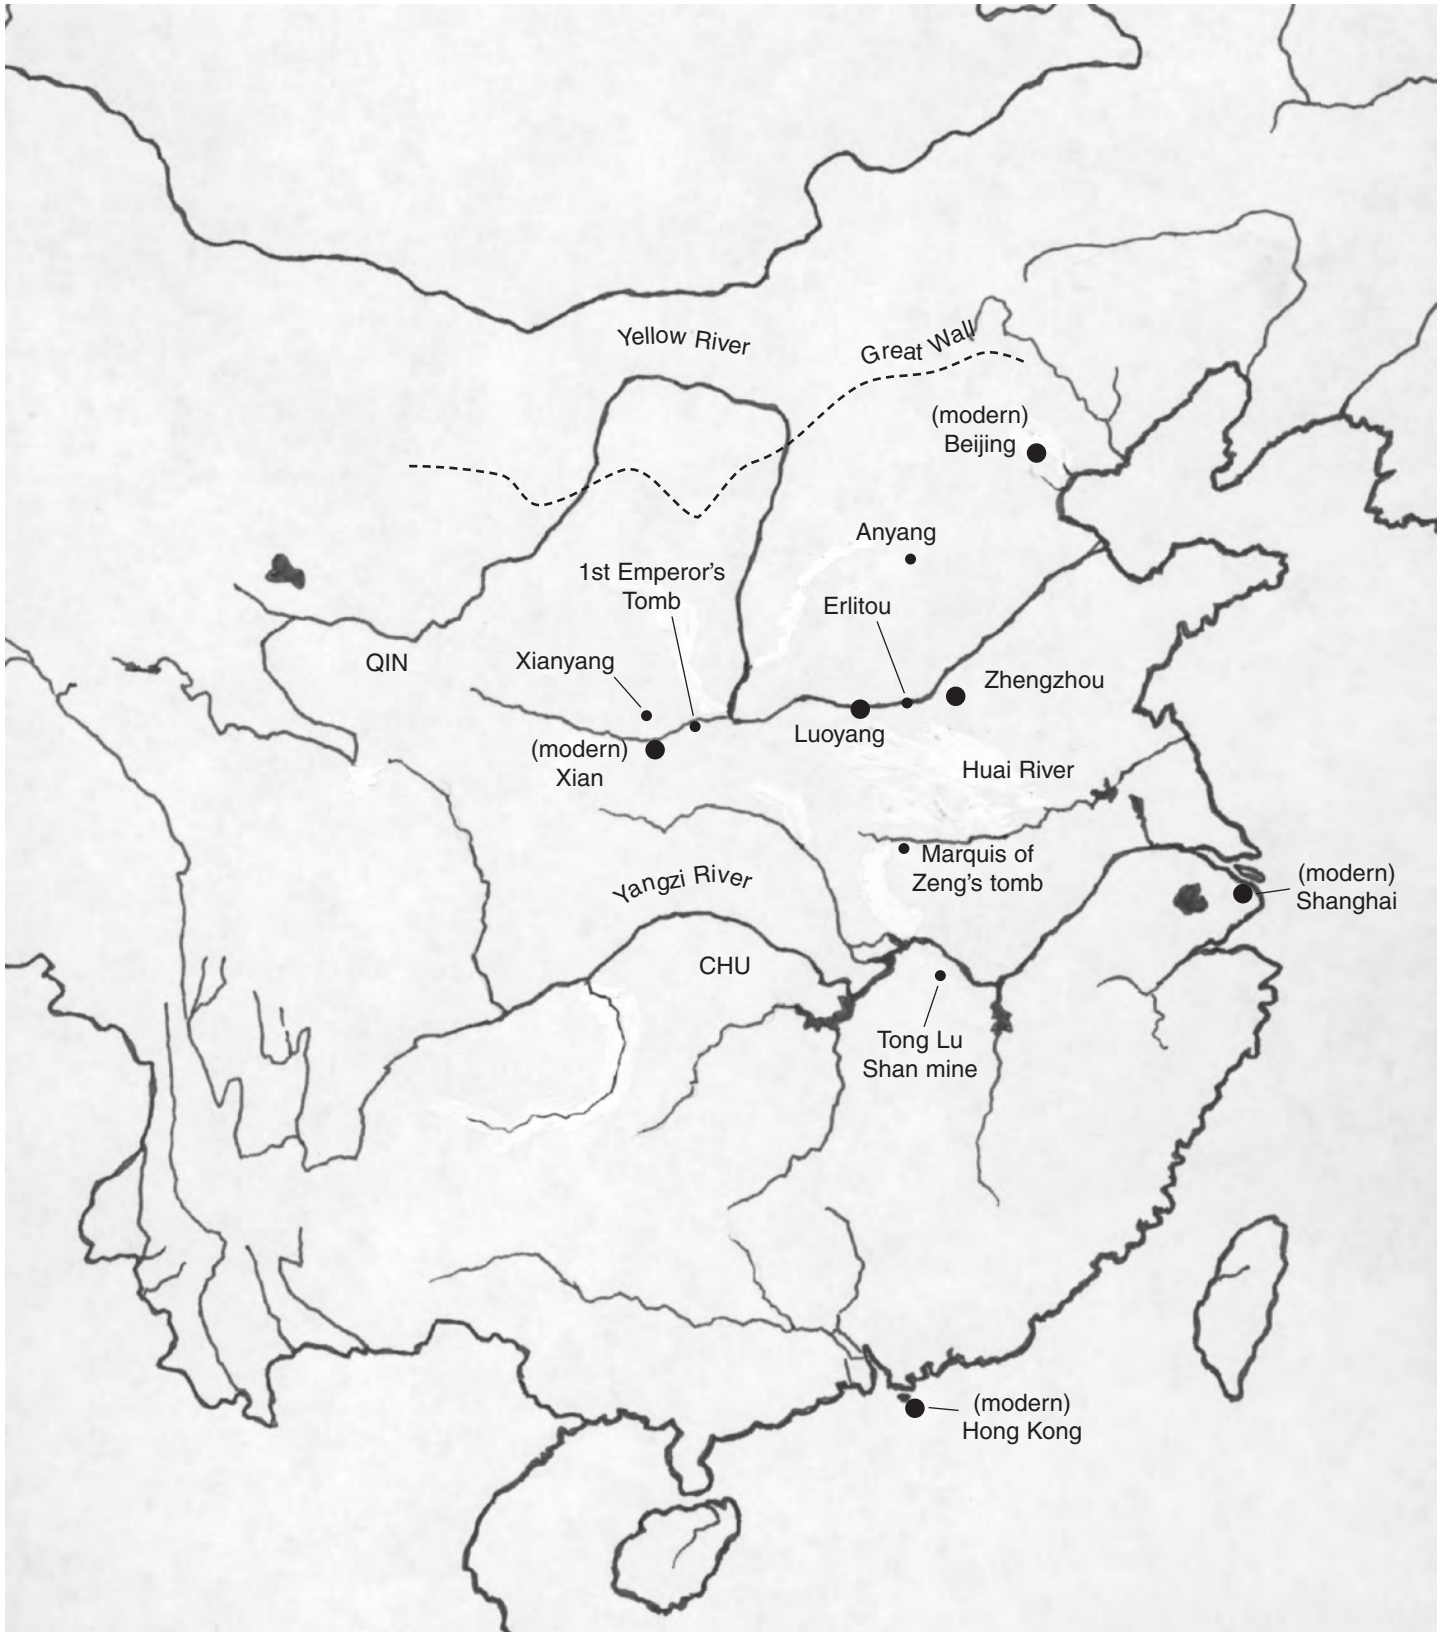 Yellow River
Great Wall
(modern)
Beijing
Anyang
1st Emperor's
Tomb
Erlitou
QIN
Xianyang
Zhengzhou
Luoyang
(modern)
Xian
Huai River
Marquis of
Zeng's tomb
Yangzi River
(modern)
Shanghai
CHU
Tong Lu
Shan mine
(modern)
Hong Kong